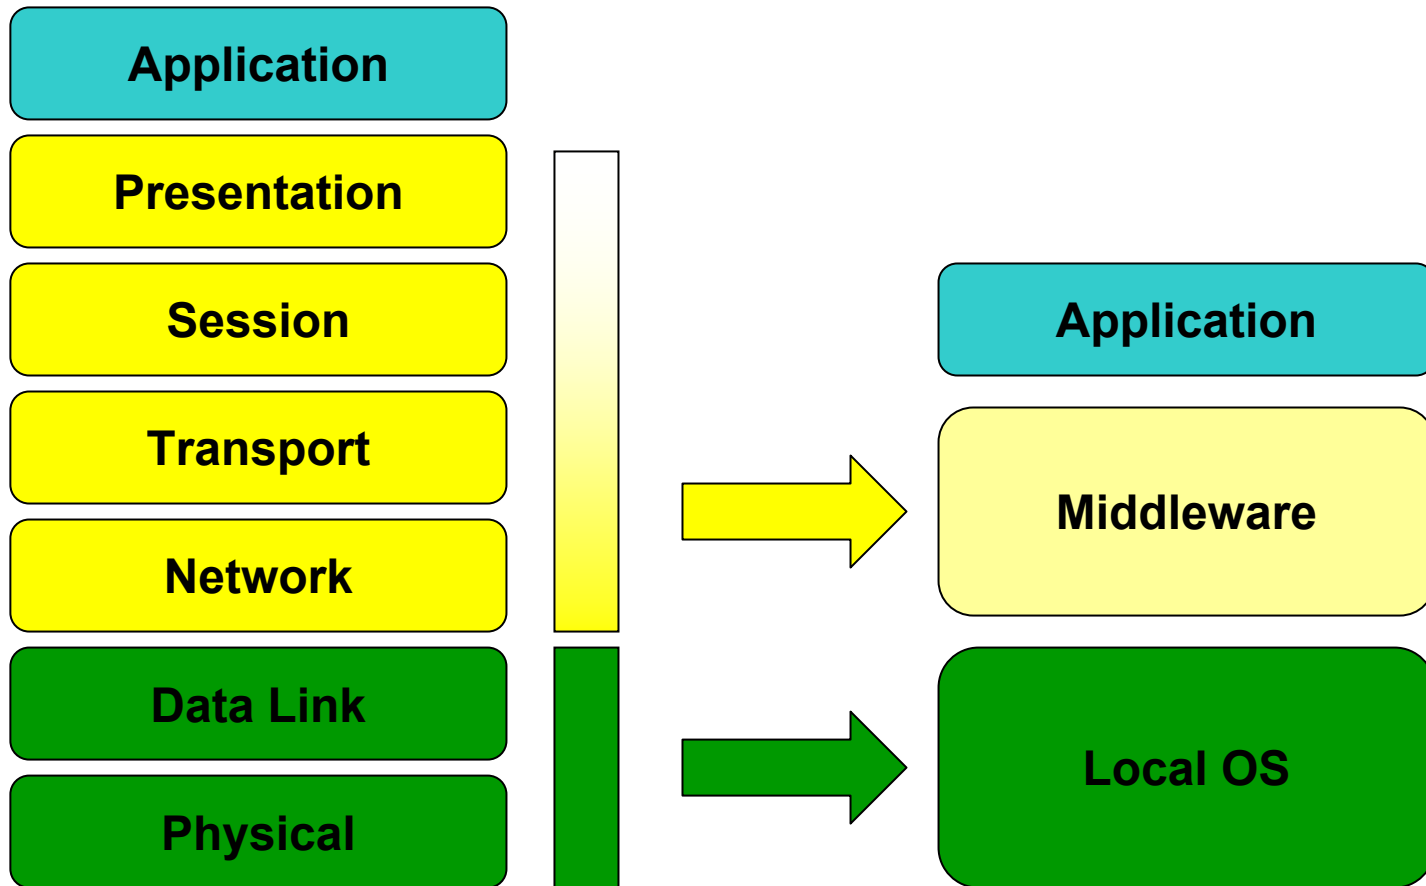 Application
Presentation
Session
Transport
Network
Data Link
Physical
Application
Middleware
Local OS